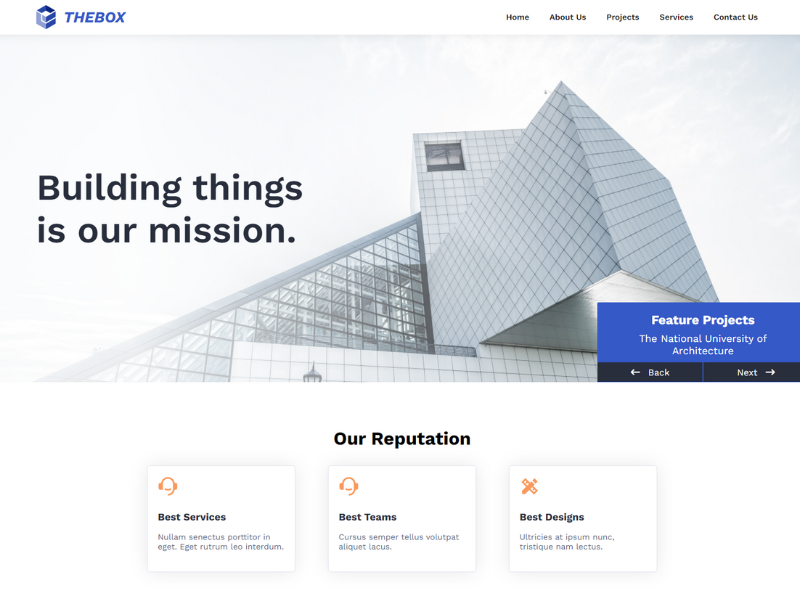 THEBOX
Home About Us Projects Services Contact Us
Building things
is our mission.
Feature Projects
The National University of
Architecture
Back Next
Our Reputation
Best Services
Nullam senectus porttitor in
eget. Eget rutrum leo interdum.
Best Teams
Cursus semper tellus volutpat
aliquet lacus.
Best Designs
Ultricies at ipsum nunc,
tristique nam lectus.